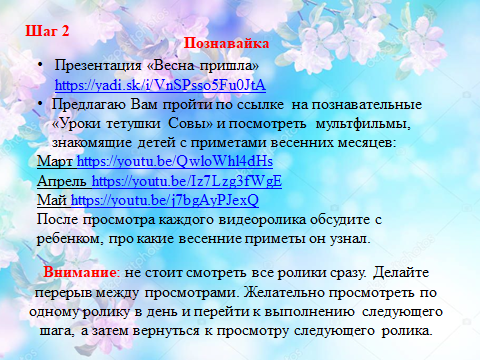 Шаг 2
Познавайка
• Презентация «Весна пришла»
https://yadi.sk/i/VnSPsso5Fu0JtA
• Предлагаю Вам пройти по ссылке на познавательные
«Уроки тетушки Совы» и посмотреть мультфильмы,
знакомящие детей с приметами весенних месяцев:
Март https://youtu.be/QwloWhl4dHs
Апрель https://youtu.be/Iz7Lzg3fWgE
Май https://youtu.be/j7bgAyPJexQ
После просмотра каждого видеоролика обсудите с
ребенком, про какие весенние приметы он узнал.
Внимание: не стоит смотреть все ролики сразу. Делайте
перерыв между просмотрами. Желательно просмотреть по
одному ролику в день и перейти к выполнению следующего
шага, а затем вернуться к просмотру следующего ролика.